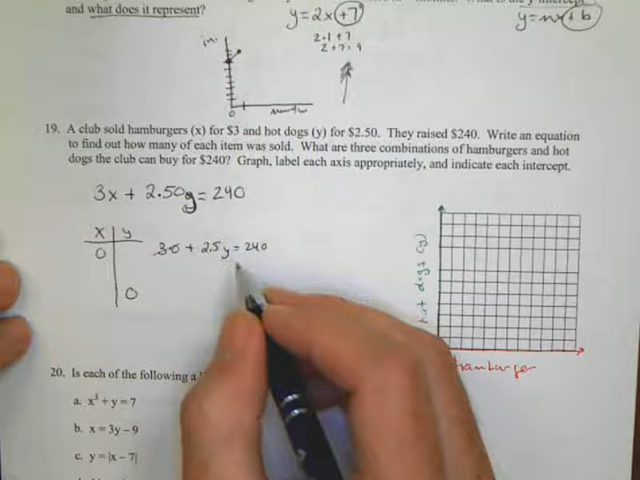 and what does it represent?
y=2x+7
y=mx+b
in.
2·1+7
2+7=9
0
19. A club sold hamburgers (x) for $3 and hot dogs (y) for $2.50. They raised $240. Write an equation
to find out how many of each item was sold. What are three combinations of hamburgers and hot
dogs the club can buy for $240? Graph, label each axis appropriately, and indicate each intercept.
3x + 2.50y = 240
x y
0
0
3·0 + 2.5y = 240
hot dogs (y)
hamburger
20. Is each of the following a
a. x³ + y = 7
b. x = 3y – 9
c. y = |x – 7|